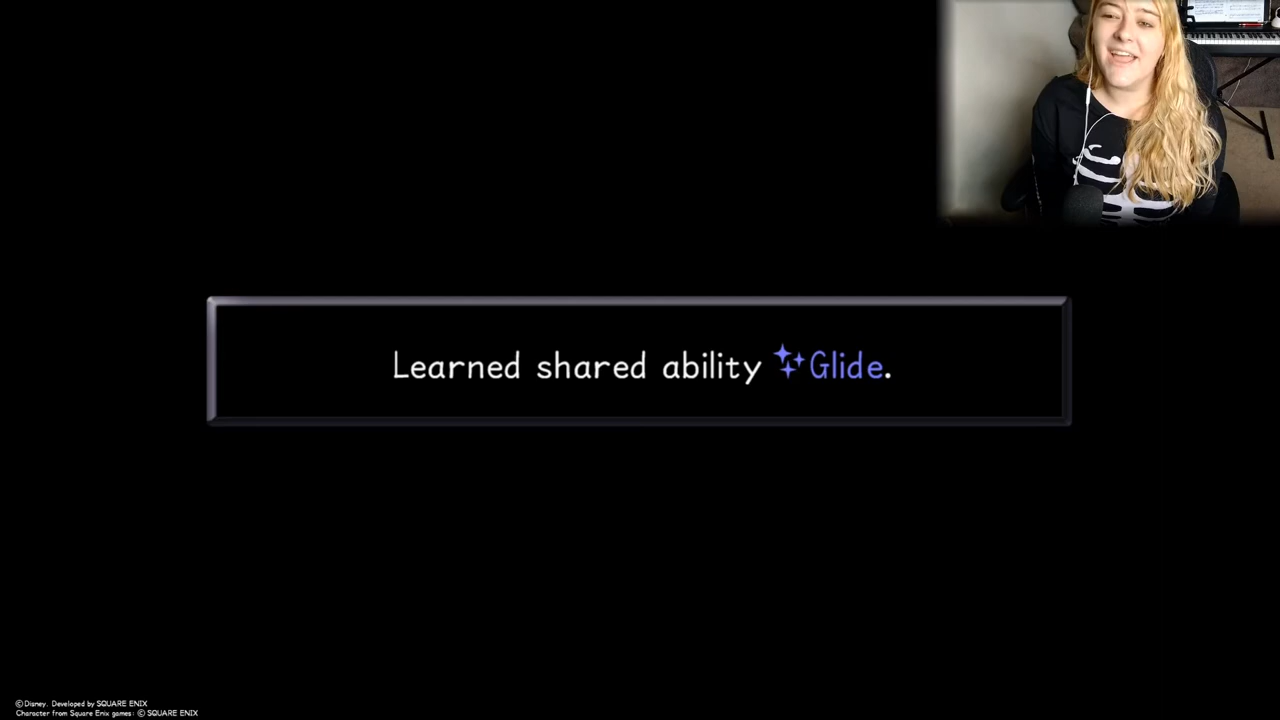 Learned shared ability Glide.
©Disney. Developed by SQUARE ENIX
Character from Square Enix games: © SQUARE ENIX